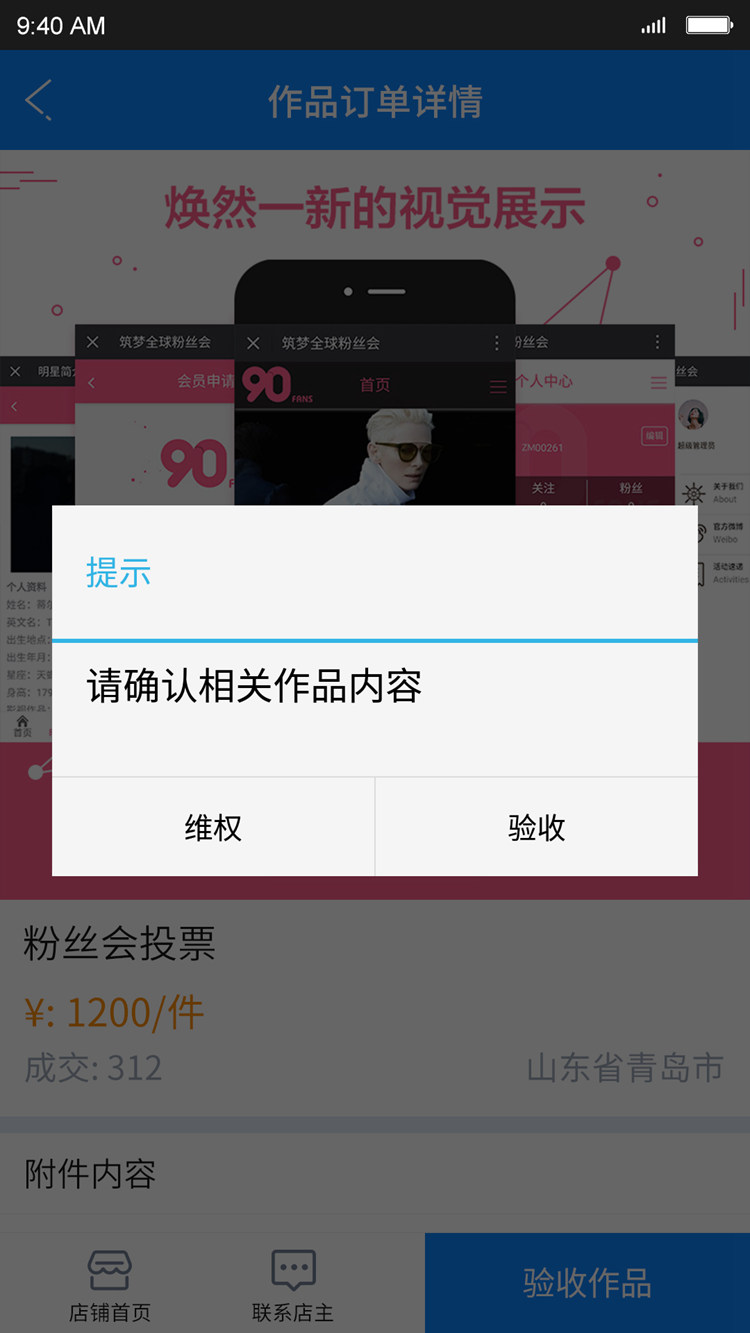 9:40 AM
作品订单详情
焕然一新的视觉展示
筑梦全球粉丝会
筑梦全球粉丝会
粉丝会
丝会
明星简
会员申请
90 FANS
首页
个人中心
90
ZM00261
编辑
超级管理员
关注
粉丝
关于我们
About
官方微博
Weibo
活动速递
Activities
个人资料
姓名：
英文名：
出生地点：
出生年月：
星座：天
身高：179
首页
提示
请确认相关作品内容
维权
验收
粉丝会投票
¥: 1200/件
成交: 312
山东省青岛市
附件内容
店铺首页
联系店主
验收作品